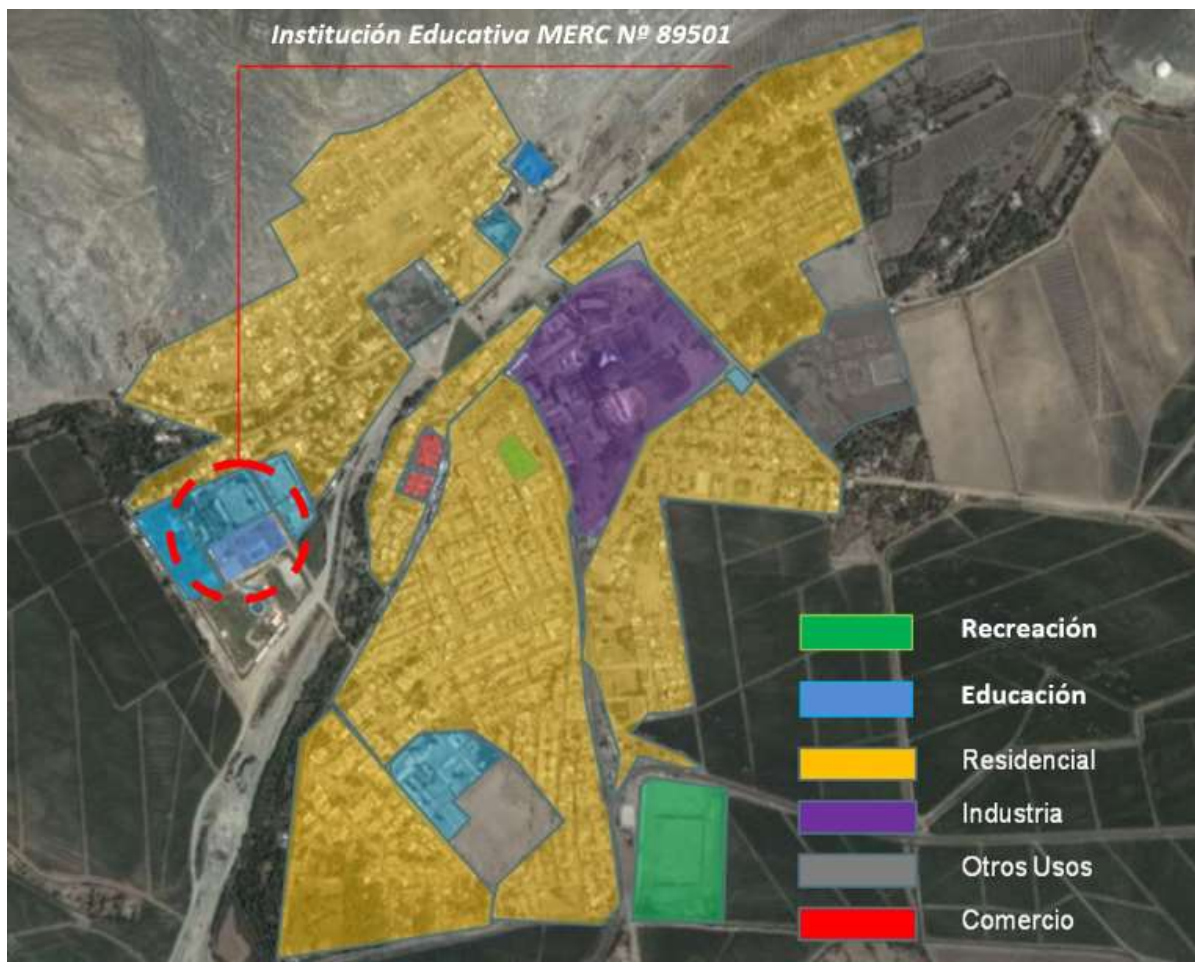 Institución Educativa MERC Nº 89501
Recreación
Educación
Residencial
Industria
Otros Usos
Comercio